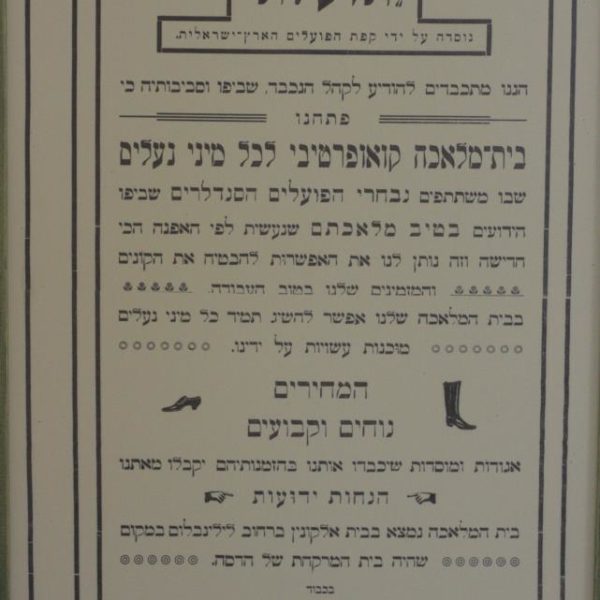 נוסדה על ידי קפת הפועלים הארץ־ישראלית.
הננו מתכבדים להודיע לקהל הנכבד, שביפו וסביבותיה כי
פתחנו
בית־מלאכה קואופרטיבי לכל מיני נעלים
שבו משתתפים נבחרי הפועלים הסנדלרים שביפו
הידועים בטיב מלאכתם שנעשית לפי האפנה הכי
חדישה וזה נותן לנו את האפשרות להבטיח את הקונים
והמזמינים שלנו בטוב העבודה.
בבית המלאכה שלנו אפשר להשיג תמיד כל מיני נעלים
מוכנות עשויות על ידינו.
המחירים
נוחים וקבועים
אגודות ומוסדות שיכבדו אותנו בהזמנותיהם יקבלו מאתנו
הנחות ידועות
בית המלאכה נמצא בבית אלקונין ברחוב לילינבלום במקום
שהיה בית המרקחת של הדסה.
בכבוד